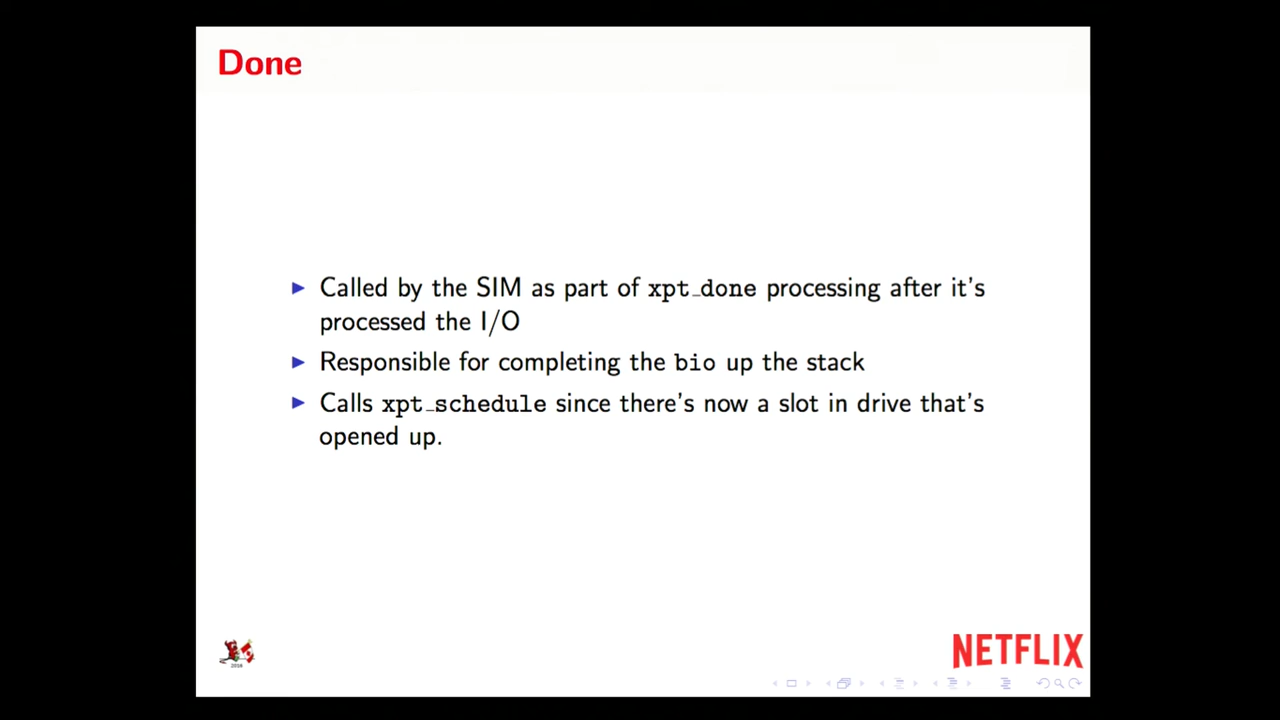 Done
Called by the SIM as part of xpt_done processing after it's
processed the I/O
Responsible for completing the bio up the stack
Calls xpt_schedule since there's now a slot in drive that's
opened up.
2016
NETFLIX